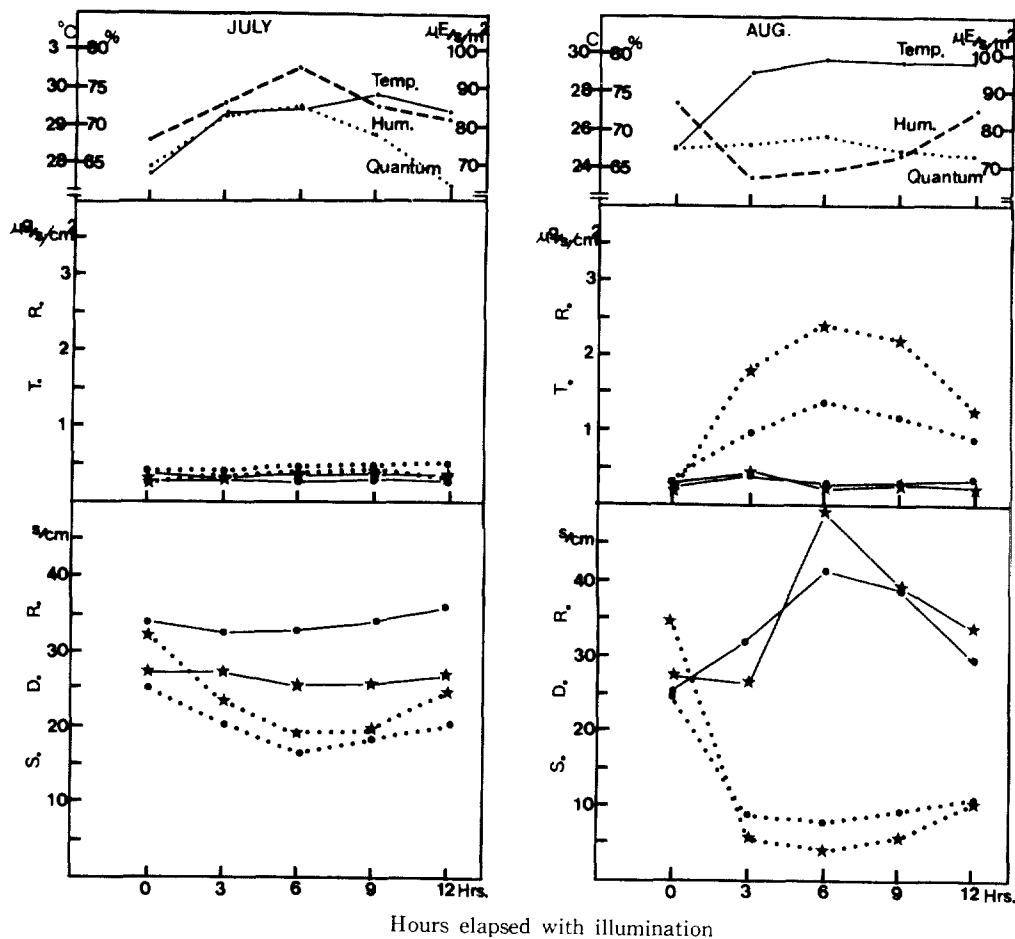 °C % JULY μE/s/m²
3 80 100
30 75 90
29 70 80
28 65 70
Temp.
Hum.
Quantum
μg/s/cm²
3
2
1
T. R.
s/cm
40
30
20
10
S. D. R.
0 3 6 9 12 Hrs.
C % AUG. μE/s/m²
30 80 100
28 75 90
26 70 80
24 65 70
Temp.
Hum.
Quantum
μg/s/cm²
3
2
1
T. R.
s/cm
40
30
20
10
S. D. R.
0 3 6 9 12 Hrs.
Hours elapsed with illumination